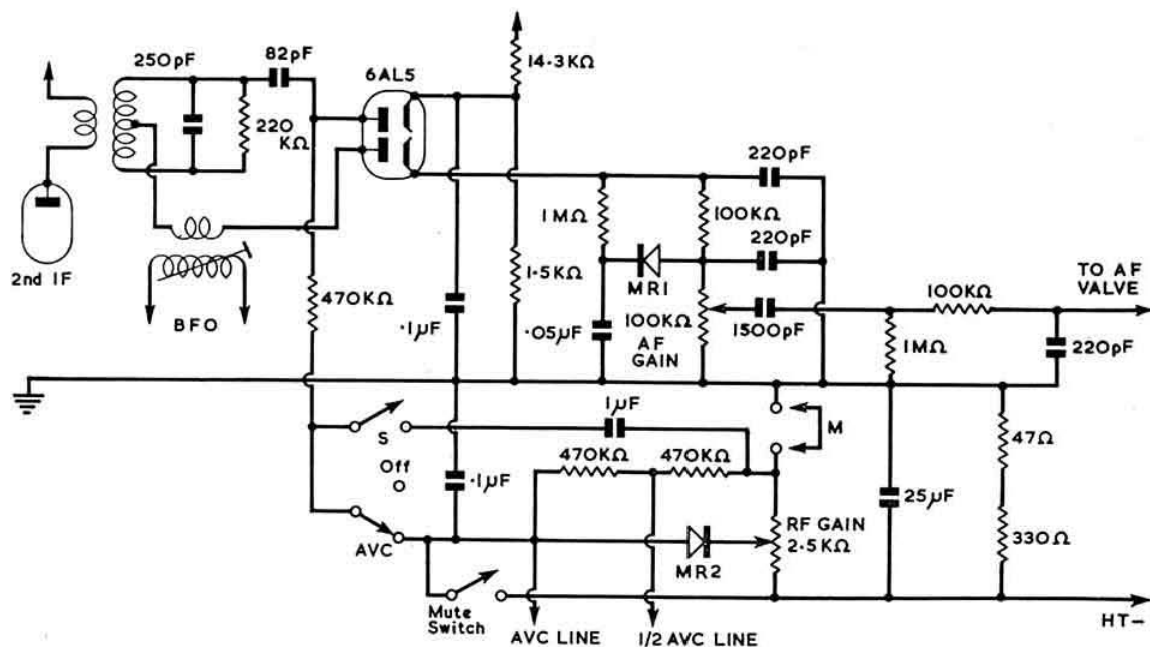 250pF
82pF
6AL5
14·3KΩ
220
KΩ
2nd IF
BFO
470KΩ
·1µF
1·5KΩ
1MΩ
MR1
·05µF
100KΩ
220pF
220pF
100KΩ
AF
GAIN
1500pF
100KΩ
TO AF
VALVE
1MΩ
220pF
S
Off
AVC
·1µF
1µF
470KΩ
470KΩ
M
MR2
RF GAIN
2.5KΩ
25µF
47Ω
330Ω
Mute
Switch
AVC LINE
1/2 AVC LINE
HT−